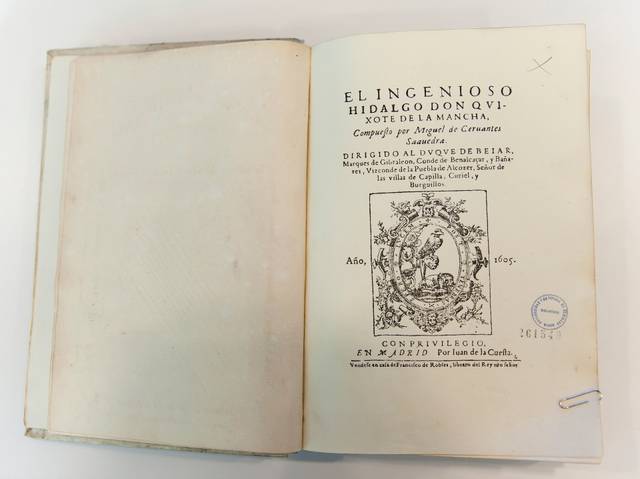 EL INGENIOSO
HIDALGO DON QVI-
XOTE DE LA MANCHA,
Compuesto por Miguel de Ceruantes
Saauedra.
DIRIGIDO AL DVQVE DE BEIAR,
Marques de Gibraleon, Conde de Benalcaçar, y Baña-
res, Vizconde de la Puebla de Alcozer, Señor de
las villas de Capilla, Curiel, y
Burguillos.
Año, 1605.
CON PRIVILEGIO,
EN MADRID Por Iuan de la Cuesta.
Vendese en casa de Francisco de Robles, librero del Rey nro señor